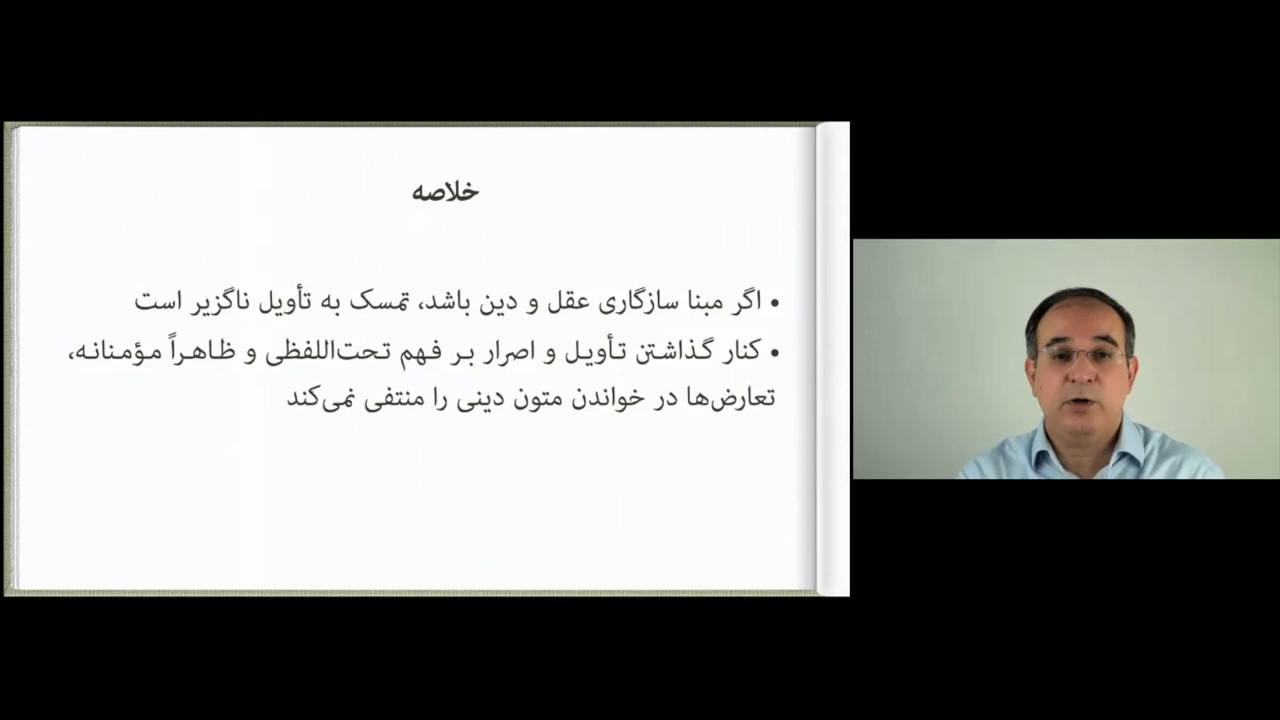 خلاصه
• اگر مبنا سازگاری عقل و دین باشد، تمسک به تأویل ناگزیر است
• کنار گذاشتن تأویل و اصرار بر فهم تحت‌اللفظی و ظاهراً مؤمنانه،
تعارض‌ها در خواندن متون دینی را منتفی نمی‌کند